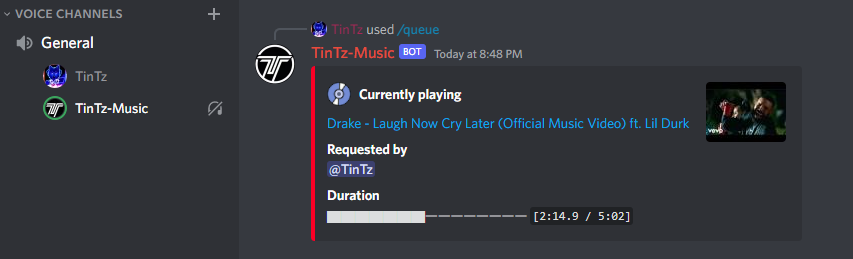 VOICE CHANNELS
General
TinTz
TinTz-Music
TinTz used /queue
TinTz-Music BOT Today at 8:48 PM
Currently playing
Drake - Laugh Now Cry Later (Official Music Video) ft. Lil Durk
vevo
Requested by
@TinTz
Duration
[2:14.9 / 5:02]